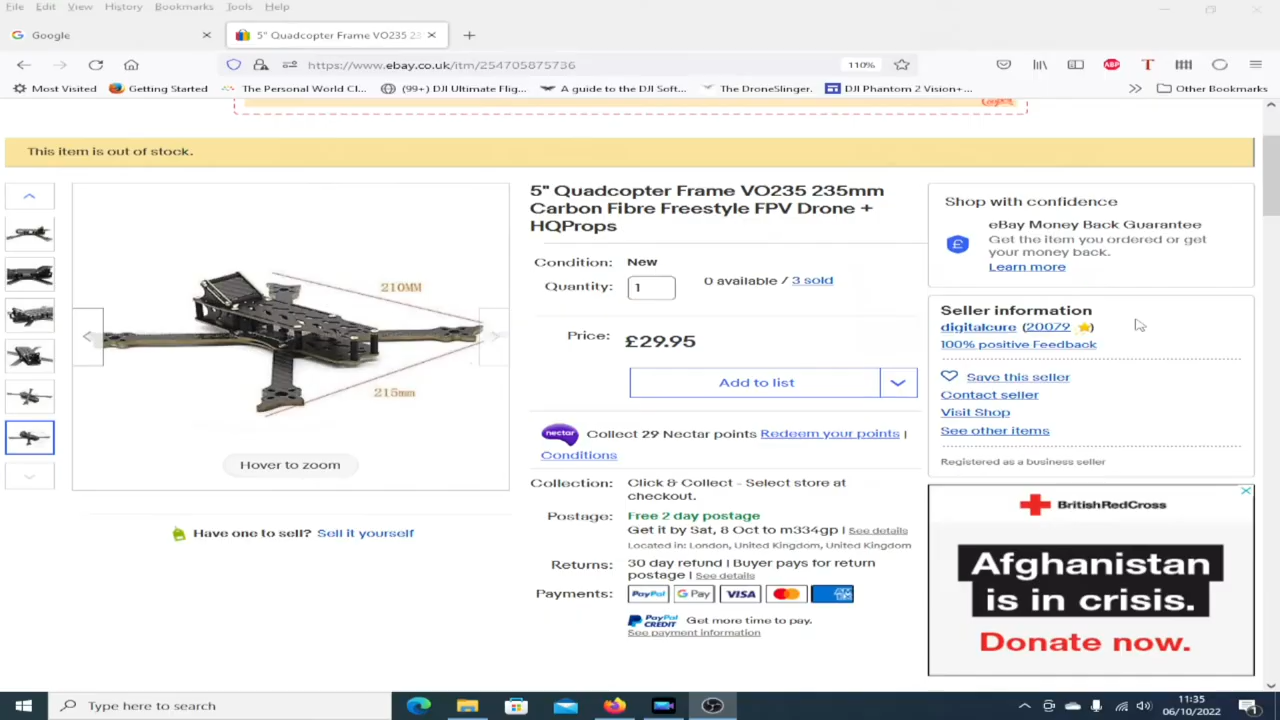 File Edit View History Bookmarks Tools Help
Google
5" Quadcopter Frame VO235 23
https://www.ebay.co.uk/itm/254705875736
110%
ABP
T
Most Visited
Getting Started
The Personal World Cl...
(99+) DJI Ultimate Flig...
A guide to the DJI Soft...
The DroneSlinger.
DJI Phantom 2 Vision+...
Other Bookmarks
This item is out of stock.
210MM
215mm
Hover to zoom
Have one to sell? Sell it yourself
5" Quadcopter Frame VO235 235mm
Carbon Fibre Freestyle FPV Drone +
HQProps
Condition: New
Quantity: 1 0 available / 3 sold
Price: £29.95
Add to list
nectar Collect 29 Nectar points Redeem your points |
Conditions
Collection: Click & Collect - Select store at
checkout.
Postage: Free 2 day postage
Get it by Sat, 8 Oct to m334gp | See details
Located in: London, United Kingdom, United Kingdom
Returns: 30 day refund | Buyer pays for return
postage | See details
Payments: PayPal G Pay VISA
PayPal CREDIT Get more time to pay.
See payment information
Shop with confidence
eBay Money Back Guarantee
Get the item you ordered or get
your money back.
Learn more
Seller information
digitalcure (20079)
100% positive Feedback
Save this seller
Contact seller
Visit Shop
See other items
Registered as a business seller
BritishRedCross
Afghanistan
is in crisis.
Donate now.
Type here to search
11:35
06/10/2022